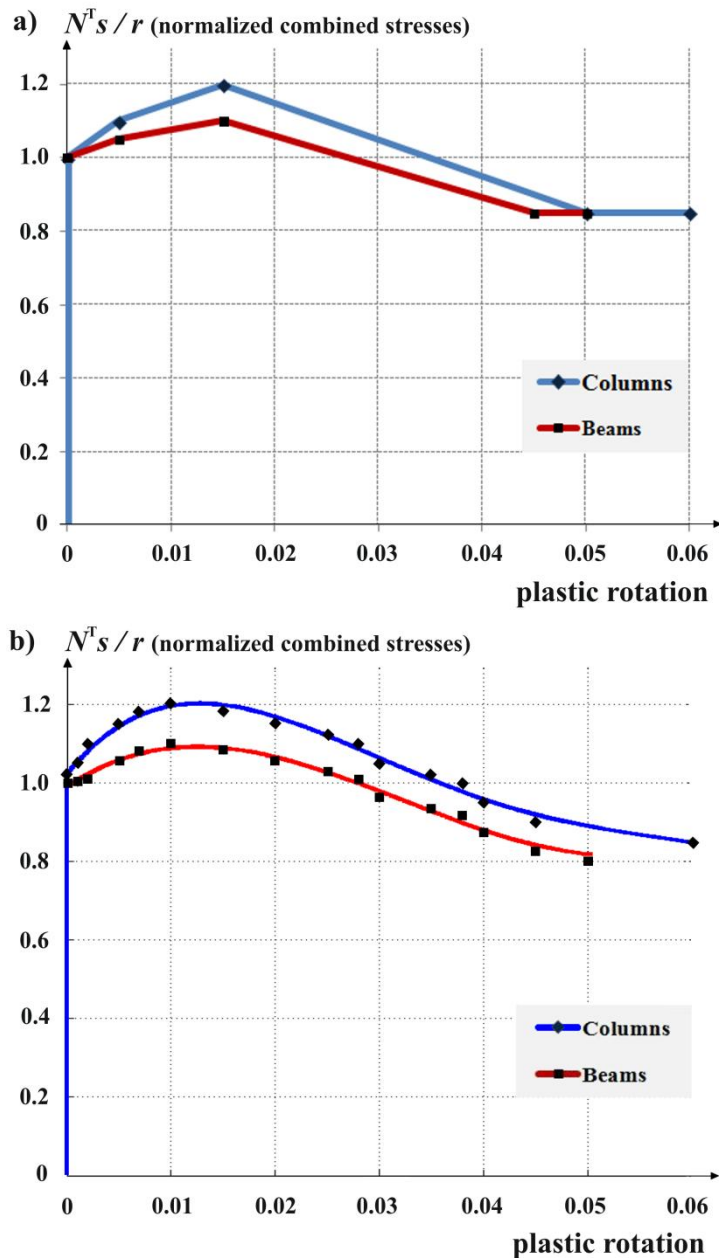 a) Nᵀs / r (normalized combined stresses)
1.2
1.0
0.8
0.6
0.4
0.2
0
Columns
Beams
0 0.01 0.02 0.03 0.04 0.05 0.06
plastic rotation
b) Nᵀs / r (normalized combined stresses)
1.2
1.0
0.8
0.6
0.4
0.2
0
Columns
Beams
0 0.01 0.02 0.03 0.04 0.05 0.06
plastic rotation